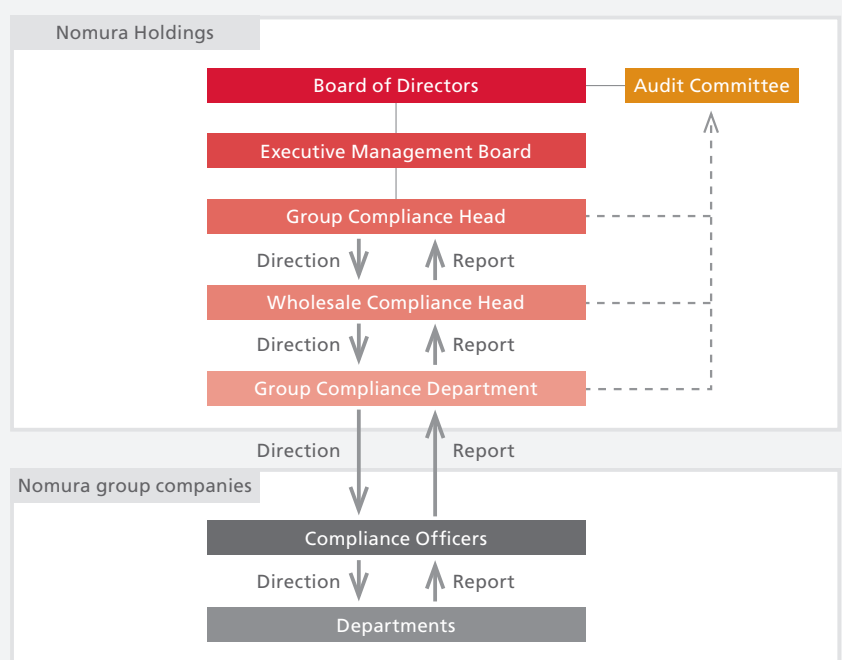 Nomura Holdings
Board of Directors
Audit Committee
Executive Management Board
Group Compliance Head
Direction
Report
Wholesale Compliance Head
Direction
Report
Group Compliance Department
Direction
Report
Nomura group companies
Compliance Officers
Direction
Report
Departments